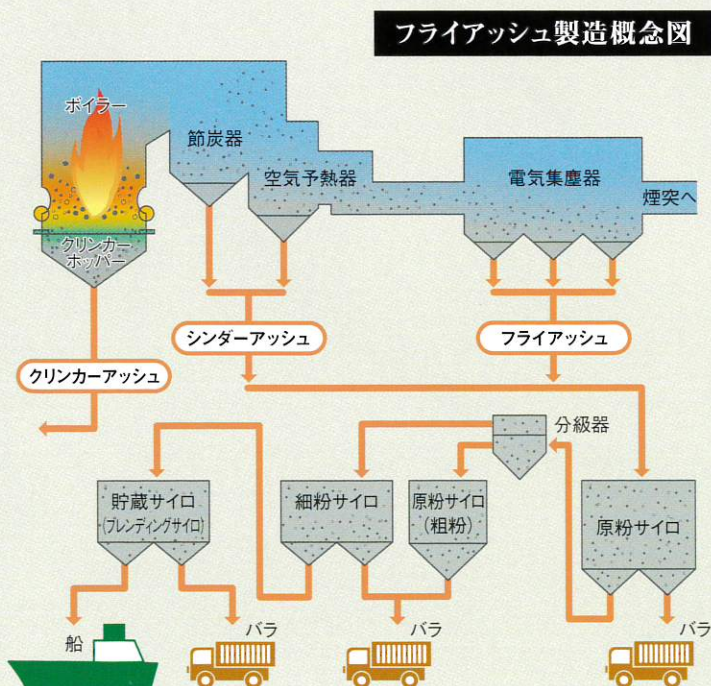 フライアッシュ製造概念図
ボイラー
節炭器
空気予熱器
電気集塵器
煙突へ
クリンカー
ホッパー
シンダーアッシュ
フライアッシュ
クリンカーアッシュ
分級器
貯蔵サイロ
(ブレンディングサイロ)
細粉サイロ
原粉サイロ
(粗粉)
原粉サイロ
船
バラ
バラ
バラ